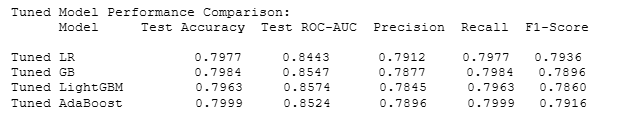 Tuned Model Performance Comparison:
Model Test Accuracy Test ROC-AUC Precision Recall F1-Score
Tuned LR 0.7977 0.8443 0.7912 0.7977 0.7936
Tuned GB 0.7984 0.8547 0.7877 0.7984 0.7896
Tuned LightGBM 0.7963 0.8574 0.7845 0.7963 0.7860
Tuned AdaBoost 0.7999 0.8524 0.7896 0.7999 0.7916